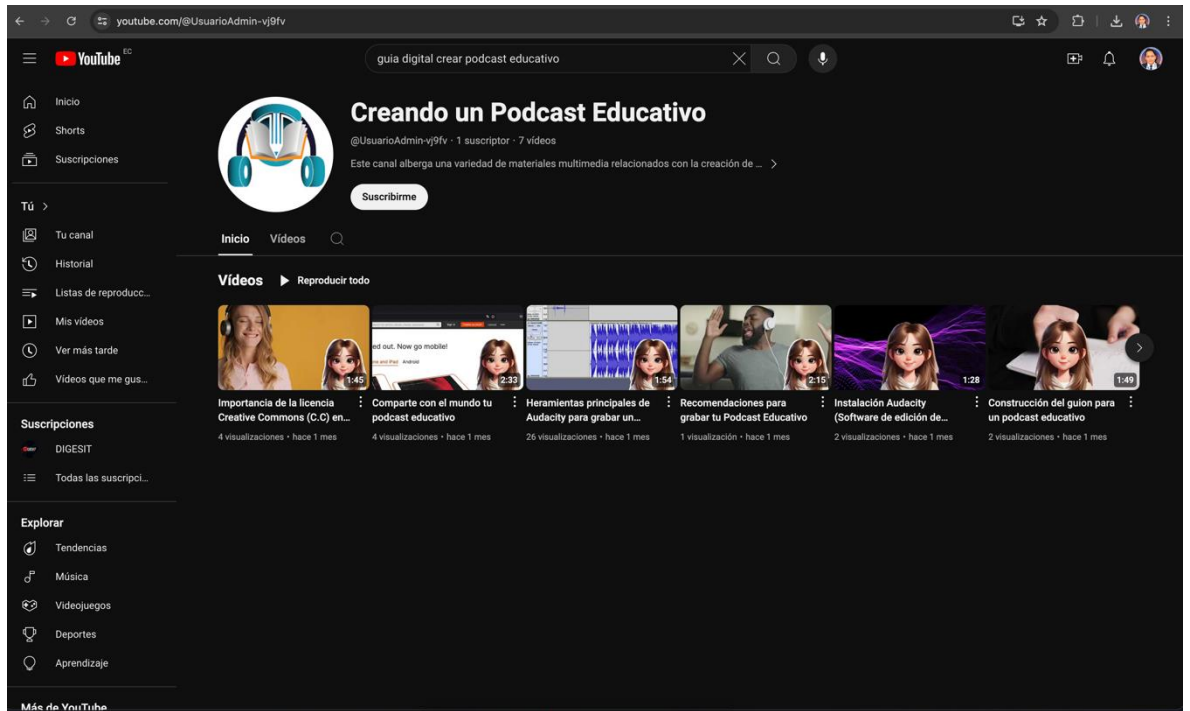 youtube.com/@UsuarioAdmin-vj9fv
YouTube EC
guia digital crear podcast educativo
Inicio
Shorts
Suscripciones
Tú
Tu canal
Historial
Listas de reproducc...
Mis vídeos
Ver más tarde
Vídeos que me gus...
Suscripciones
DIGESIT
Todas las suscripci...
Explorar
Tendencias
Música
Videojuegos
Deportes
Aprendizaje
Más de YouTube
Creando un Podcast Educativo
@UsuarioAdmin-vj9fv · 1 suscriptor · 7 vídeos
Este canal alberga una variedad de materiales multimedia relacionados con la creación de ...
Suscribirme
Inicio Vídeos
Vídeos Reproducir todo
1:45
Importancia de la licencia
Creative Commons (C.C) en...
4 visualizaciones • hace 1 mes
ed out. Now go mobile!
Android
2:33
Comparte con el mundo tu
podcast educativo
4 visualizaciones • hace 1 mes
1:54
Heramientas principales de
Audacity para grabar un...
26 visualizaciones • hace 1 mes
2:15
Recomendaciones para
grabar tu Podcast Educativo
1 visualización • hace 1 mes
1:28
Instalación Audacity
(Software de edición de...
2 visualizaciones • hace 1 mes
1:49
Construcción del guion para
un podcast educativo
2 visualizaciones • hace 1 mes